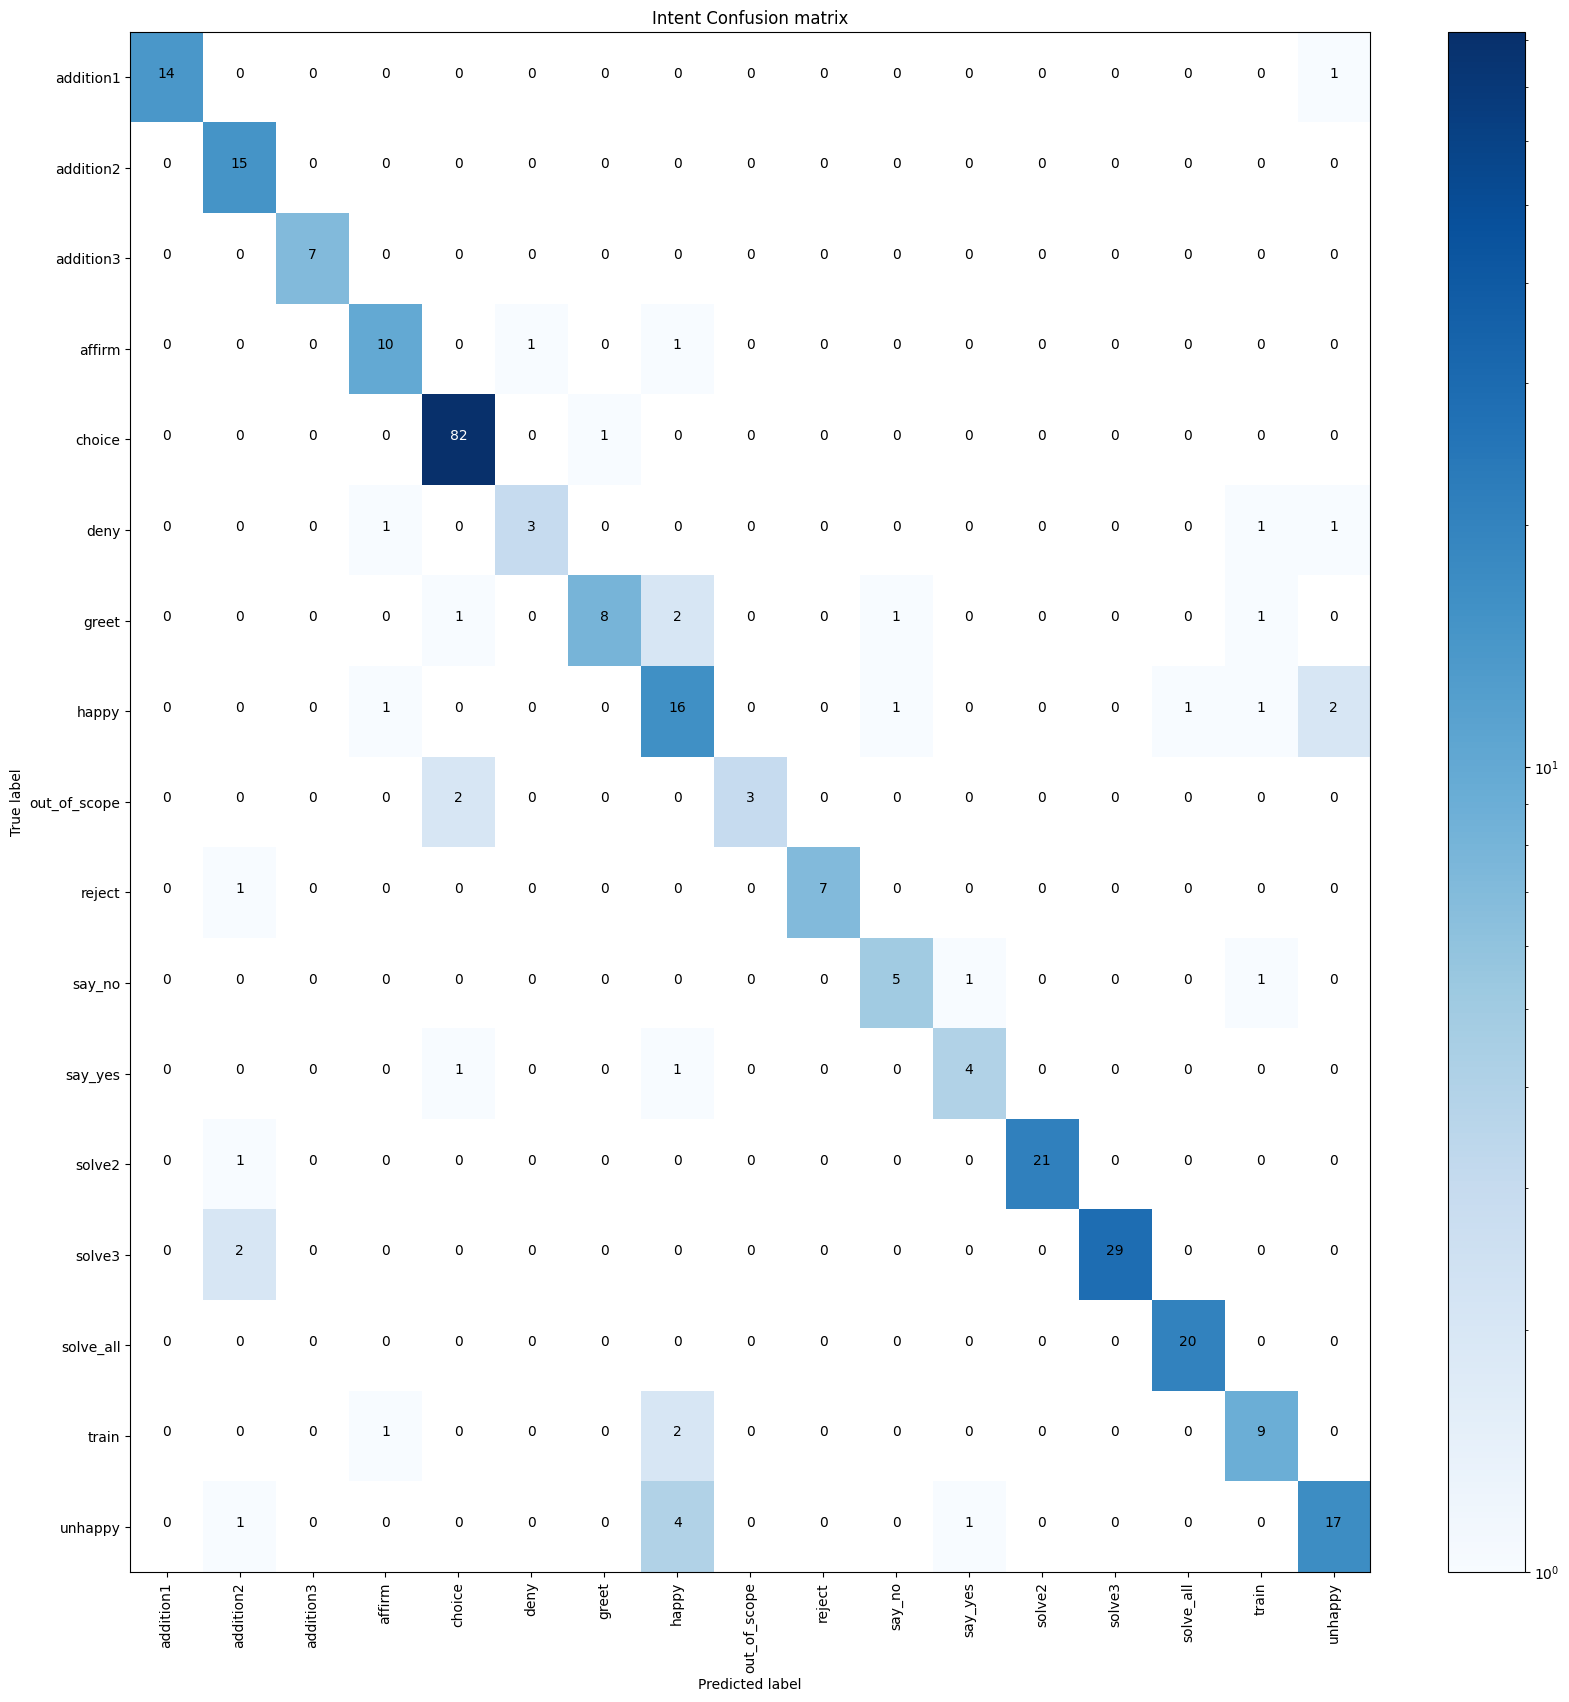 Intent Confusion matrix
addition1 14 0 0 0 0 0 0 0 0 0 0 0 0 0 0 0 1
addition2 0 15 0 0 0 0 0 0 0 0 0 0 0 0 0 0 0
addition3 0 0 7 0 0 0 0 0 0 0 0 0 0 0 0 0 0
affirm 0 0 0 10 0 1 0 1 0 0 0 0 0 0 0 0 0
choice 0 0 0 0 82 0 1 0 0 0 0 0 0 0 0 0 0
deny 0 0 0 1 0 3 0 0 0 0 0 0 0 0 0 1 1
greet 0 0 0 0 1 0 8 2 0 0 1 0 0 0 0 1 0
happy 0 0 0 1 0 0 0 16 0 0 1 0 0 0 1 1 2
out_of_scope 0 0 0 0 2 0 0 0 3 0 0 0 0 0 0 0 0
reject 0 1 0 0 0 0 0 0 0 7 0 0 0 0 0 0 0
say_no 0 0 0 0 0 0 0 0 0 0 5 1 0 0 0 1 0
say_yes 0 0 0 0 1 0 0 1 0 0 0 4 0 0 0 0 0
solve2 0 1 0 0 0 0 0 0 0 0 0 0 21 0 0 0 0
solve3 0 2 0 0 0 0 0 0 0 0 0 0 0 29 0 0 0
solve_all 0 0 0 0 0 0 0 0 0 0 0 0 0 0 20 0 0
train 0 0 0 1 0 0 0 2 0 0 0 0 0 0 0 9 0
unhappy 0 1 0 0 0 0 0 4 0 0 0 1 0 0 0 0 17
True label
addition1 addition2 addition3 affirm choice deny greet happy out_of_scope reject say_no say_yes solve2 solve3 solve_all train unhappy
Predicted label
10¹
10⁰